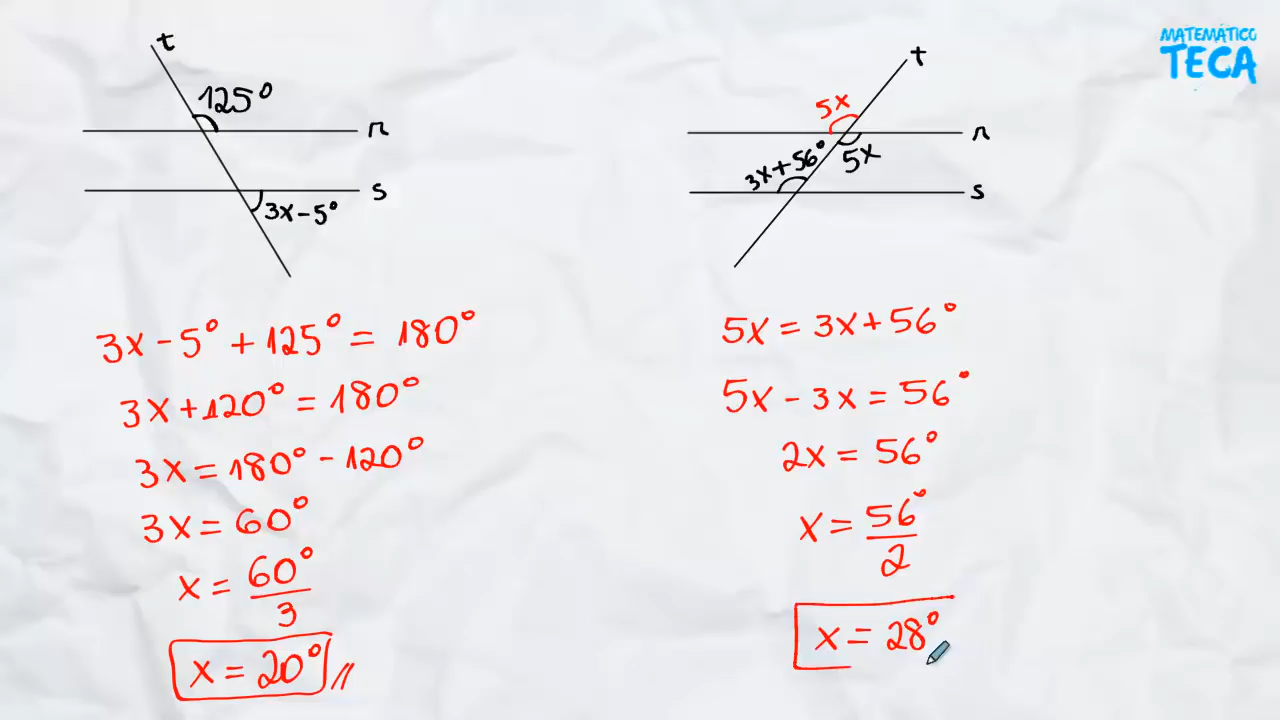 MATEMÁTICO
TECA
t
125°
r
s
3x-5°
3x-5°+125°=180°
3x+120°=180°
3x=180°-120°
3x=60°
x=60°/3
x=20°
t
5x
r
3x+56°
5x
s
5x=3x+56°
5x-3x=56°
2x=56°
x=56°/2
x=28°